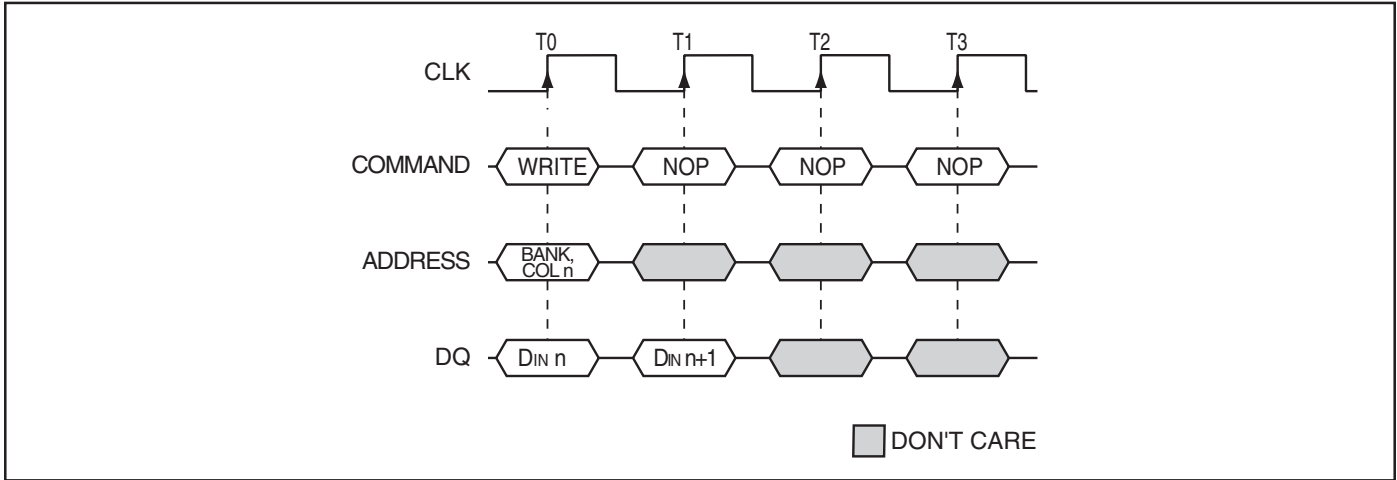 T0 T1 T2 T3
CLK
COMMAND WRITE NOP NOP NOP
ADDRESS BANK,
COL n
DQ DIN n DIN n+1
DON'T CARE